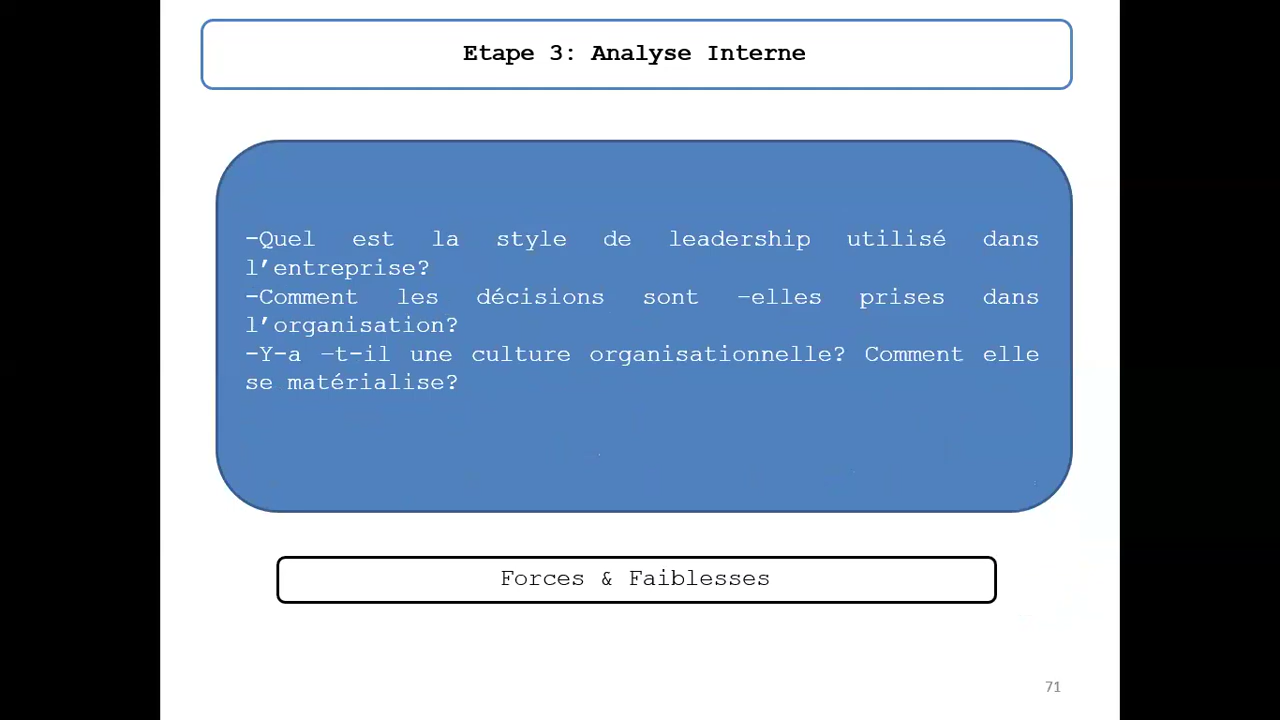 Etape 3: Analyse Interne
-Quel est la style de leadership utilisé dans
l’entreprise?
-Comment les décisions sont –elles prises dans
l’organisation?
-Y-a –t-il une culture organisationnelle? Comment elle
se matérialise?
Forces & Faiblesses
71